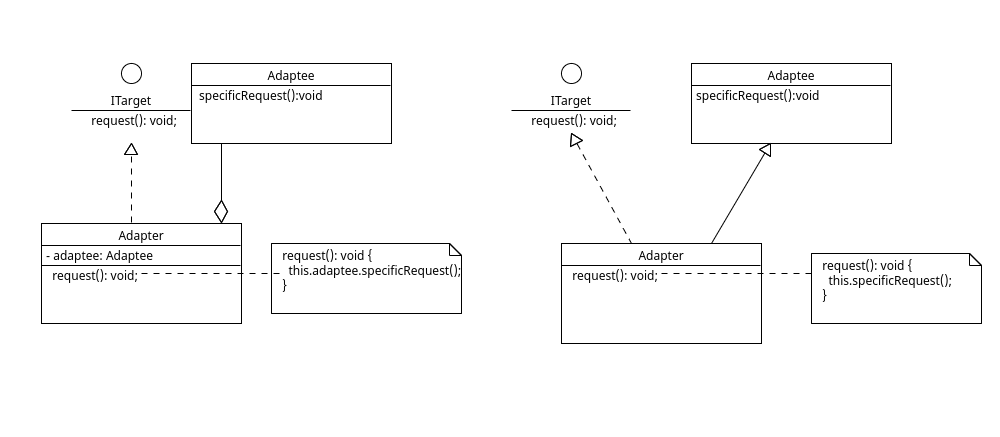 Adaptee
specificRequest():void
ITarget
request(): void;
Adapter
- adaptee: Adaptee
request(): void;
request(): void {
this.adaptee.specificRequest();
}
Adaptee
specificRequest():void
ITarget
request(): void;
Adapter
request(): void;
request(): void {
this.specificRequest();
}